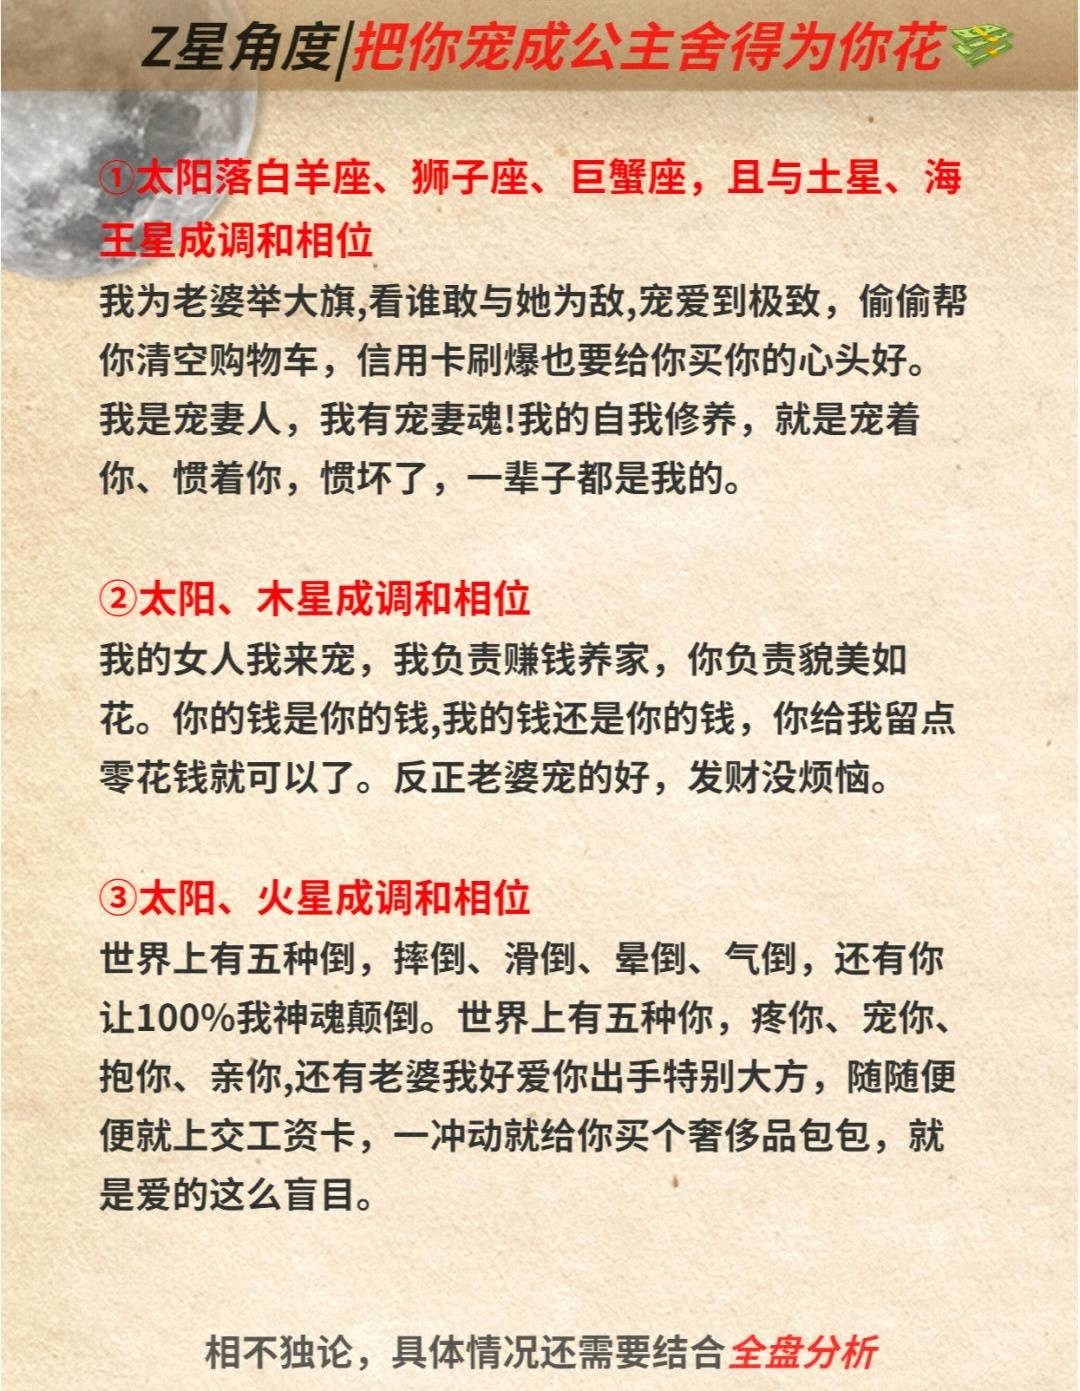 Z星角度|把你宠成公主舍得为你花
①太阳落白羊座、狮子座、巨蟹座，且与土星、海
王星成调和相位
我为老婆举大旗,看谁敢与她为敌,宠爱到极致，偷偷帮
你清空购物车，信用卡刷爆也要给你买你的心头好。
我是宠妻人，我有宠妻魂!我的自我修养，就是宠着
你、惯着你，惯坏了，一辈子都是我的。
②太阳、木星成调和相位
我的女人我来宠，我负责赚钱养家，你负责貌美如
花。你的钱是你的钱,我的钱还是你的钱，你给我留点
零花钱就可以了。反正老婆宠的好，发财没烦恼。
③太阳、火星成调和相位
世界上有五种倒，摔倒、滑倒、晕倒、气倒，还有你
让100%我神魂颠倒。世界上有五种你，疼你、宠你、
抱你、亲你,还有老婆我好爱你出手特别大方，随随便
便就上交工资卡，一冲动就给你买个奢侈品包包，就
是爱的这么盲目。
相不独论，具体情况还需要结合全盘分析